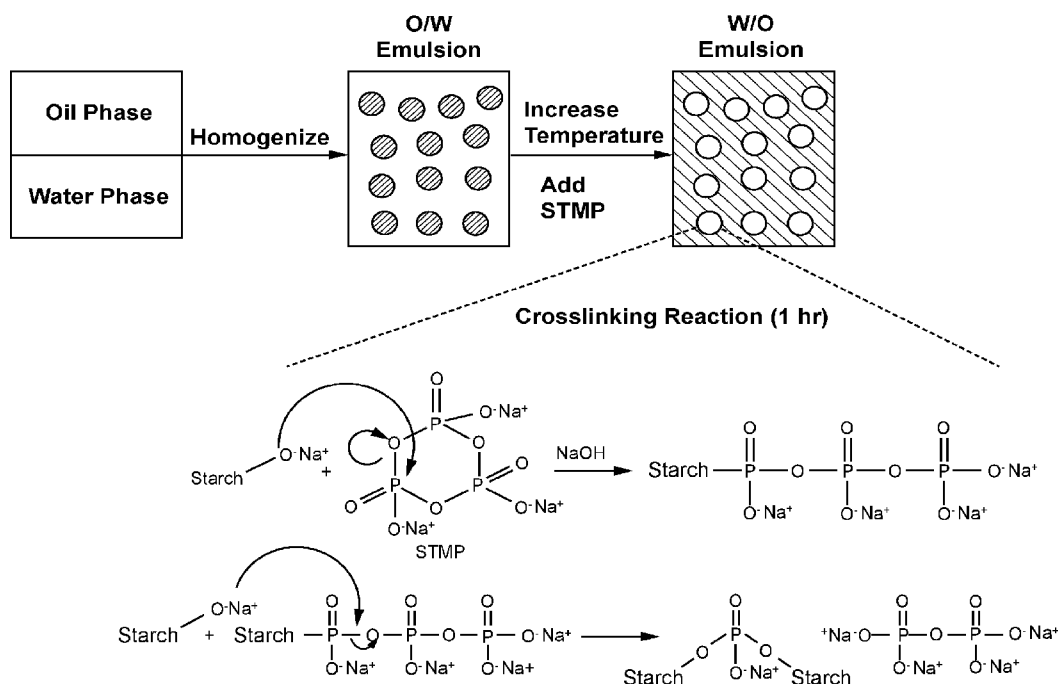 O/W
Emulsion
W/O
Emulsion
Oil Phase
Water Phase
Homogenize
Increase
Temperature
Add
STMP
Crosslinking Reaction (1 hr)
Starch
O-Na+
+
O
P
O-Na+
O
O
P
O
O-Na+
O
P
O
O-Na+
STMP
NaOH
O
O
O
Starch
P
O
P
O
P
O-Na+
O-Na+
O-Na+
O-Na+
Starch
O-Na+
+
O
O
O
Starch
P
O
P
O
P
O-Na+
O-Na+
O-Na+
O-Na+
O
P
O
O
O-Na+
Starch
Starch
O
O
+Na-O
P
O
P
O-Na+
O-Na+
O-Na+